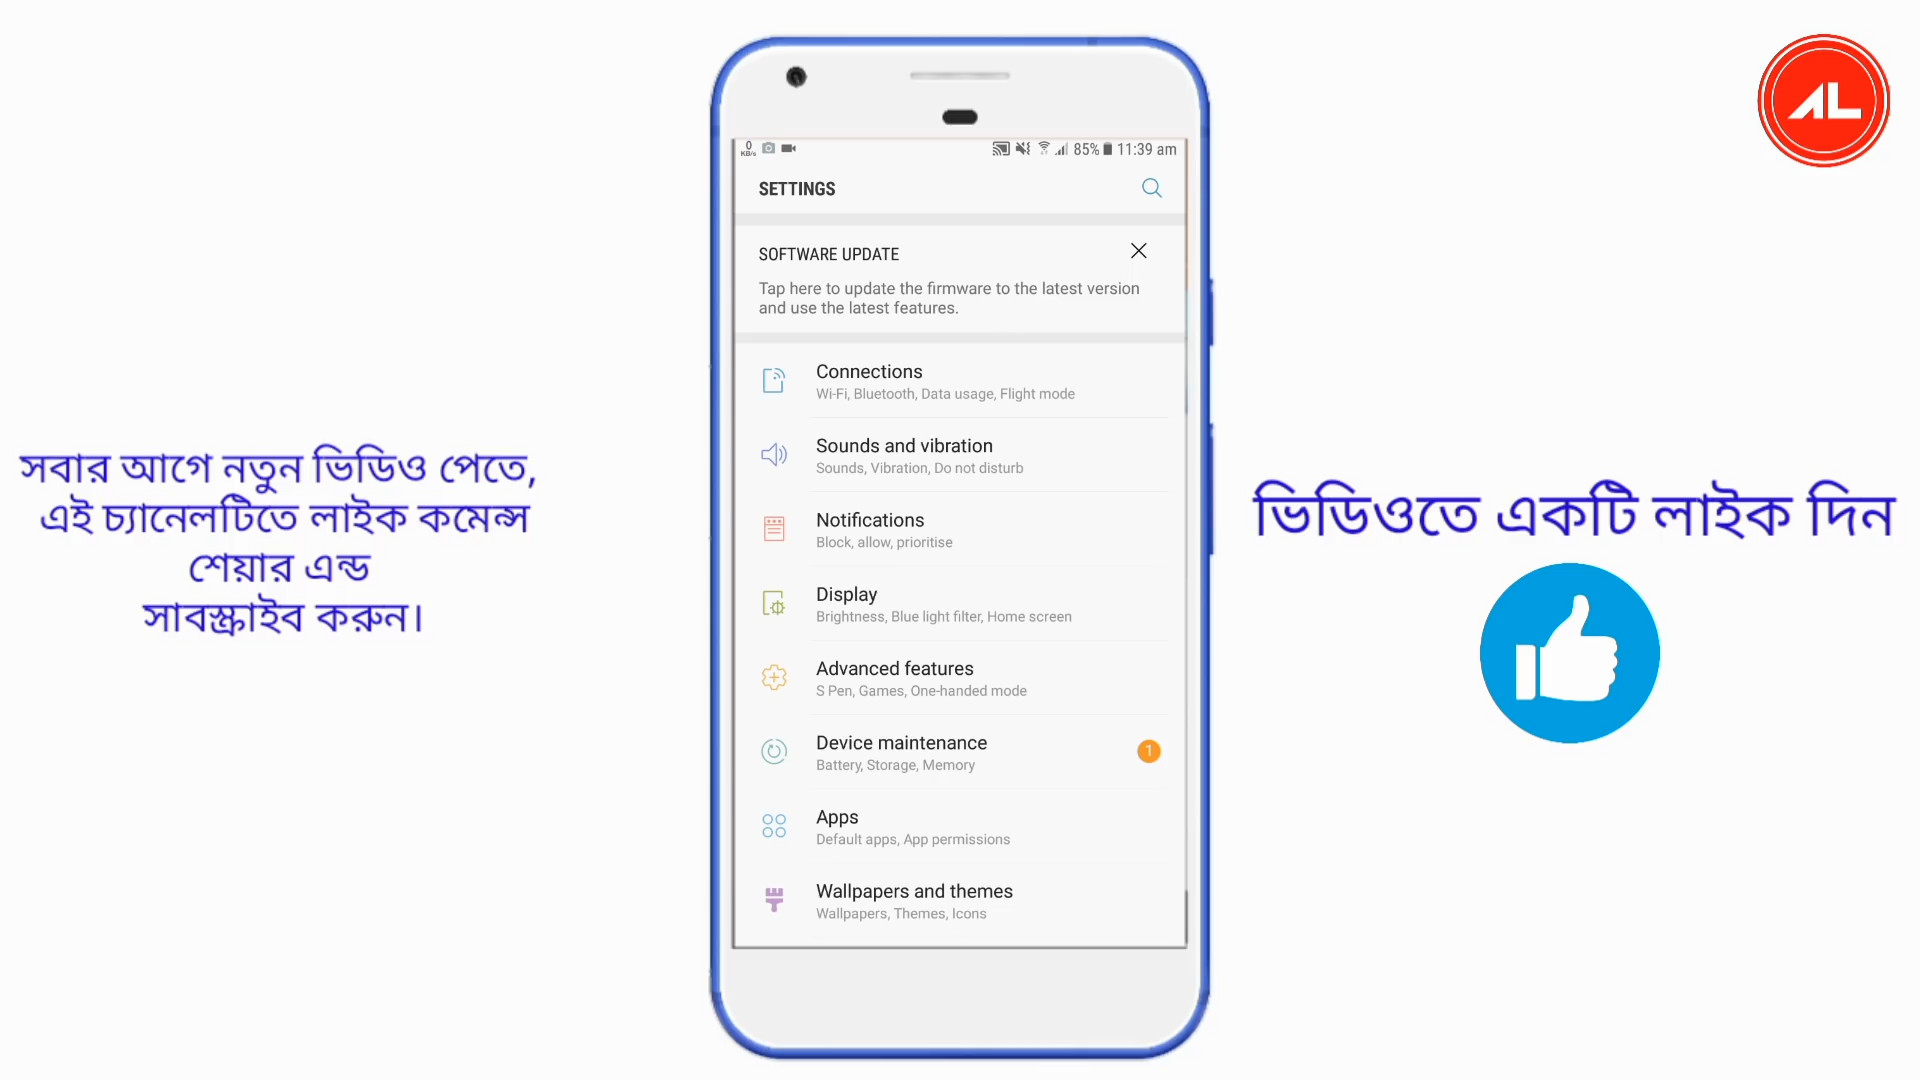 সবার আগে নতুন ভিডিও পেতে,
এই চ্যানেলটিতে লাইক কমেন্স
শেয়ার এন্ড
সাবস্ক্রাইব করুন।
0
KB/s
85% 11:39 am
SETTINGS
SOFTWARE UPDATE
Tap here to update the firmware to the latest version
and use the latest features.
Connections
Wi-Fi, Bluetooth, Data usage, Flight mode
Sounds and vibration
Sounds, Vibration, Do not disturb
Notifications
Block, allow, prioritise
Display
Brightness, Blue light filter, Home screen
Advanced features
S Pen, Games, One-handed mode
Device maintenance
1
Battery, Storage, Memory
Apps
Default apps, App permissions
Wallpapers and themes
Wallpapers, Themes, Icons
AL
ভিডিওতে একটি লাইক দিন